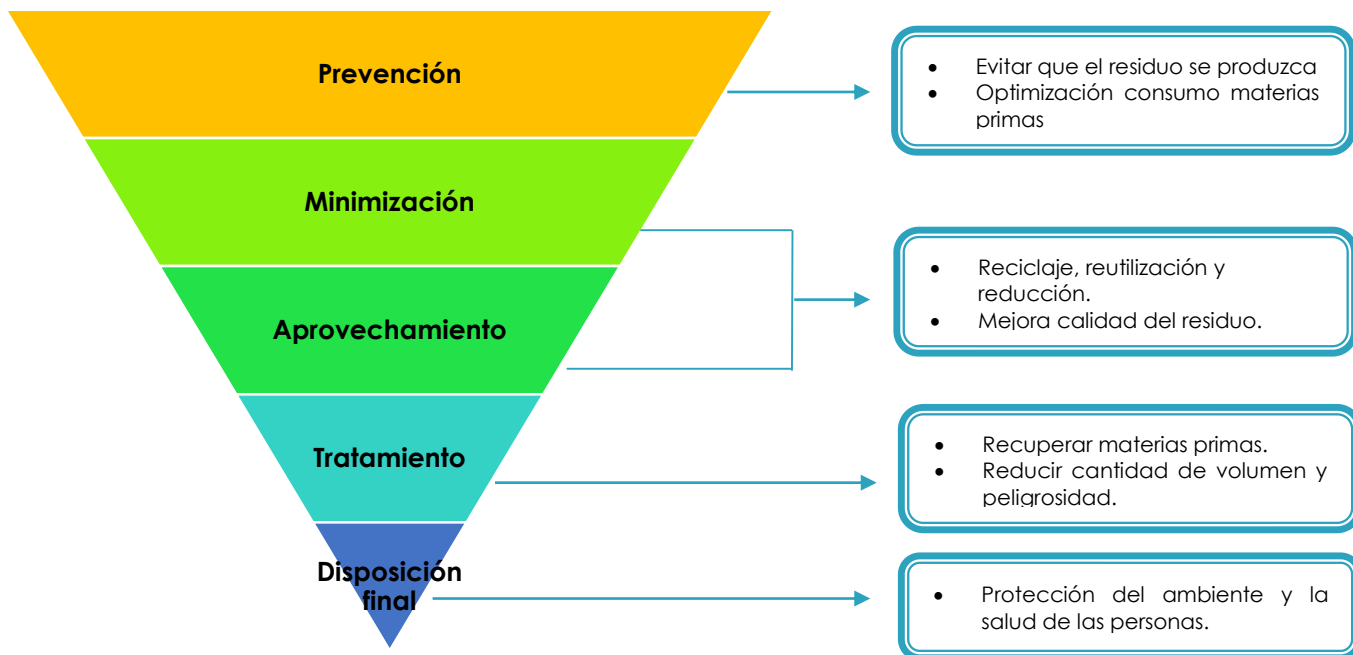 Prevención
• Evitar que el residuo se produzca
• Optimización consumo materias
primas
Minimización
Aprovechamiento
• Reciclaje, reutilización y
reducción.
• Mejora calidad del residuo.
Tratamiento
• Recuperar materias primas.
• Reducir cantidad de volumen y
peligrosidad.
Disposición
final
• Protección del ambiente y la
salud de las personas.